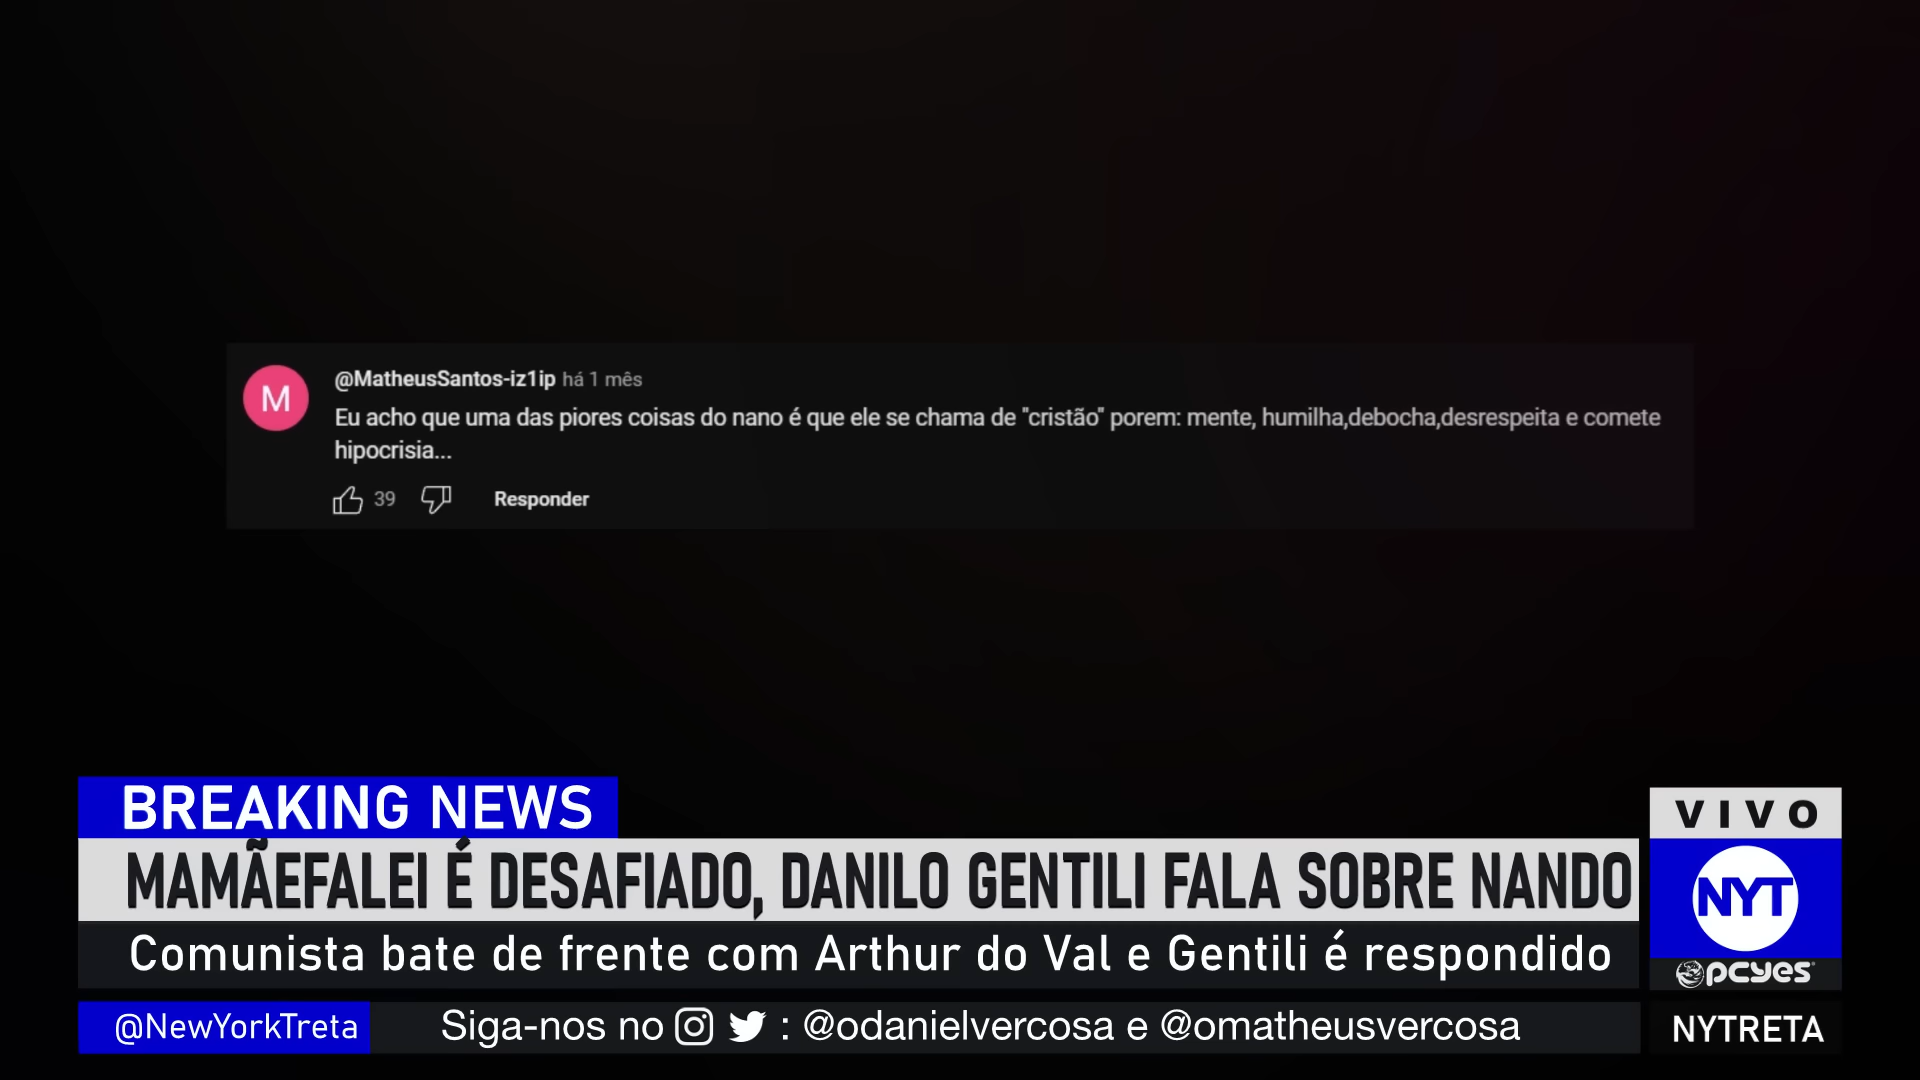 M
@MatheusSantos-iz1ip há 1 mês
Eu acho que uma das piores coisas do nano é que ele se chama de "cristão" porem: mente, humilha,debocha,desrespeita e comete
hipocrisia...
39 Responder
BREAKING NEWS
MAMÃEFALEI É DESAFIADO, DANILO GENTILI FALA SOBRE NANDO
Comunista bate de frente com Arthur do Val e Gentili é respondido
@NewYorkTreta
Siga-nos no : @odanielvercosa e @omatheusvercosa
VIVO
NYT
pcyes
NYTRETA